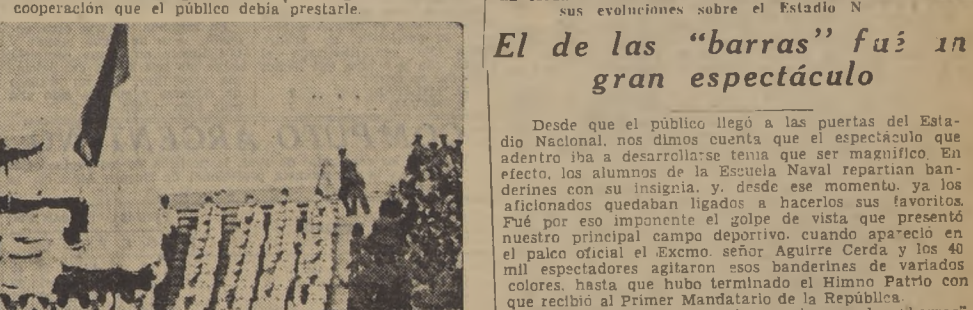 cooperación que el público debía prestarle.
sus evoluciones sobre el Estadio N
El de las “barras” fué un
gran espectáculo
Desde que el público llegó a las puertas del Esta-
dio Nacional, nos dimos cuenta que el espectáculo que
adentro iba a desarrollarse tenía que ser magnífico. En
efecto, los alumnos de la Escuela Naval repartían ban-
derines con su insignia, y, desde ese momento, ya los
aficionados quedaban ligados a hacerlos sus favoritos.
Fué por eso imponente el golpe de vista que presentó
nuestro principal campo deportivo, cuando apareció en
el palco oficial el Excmo. señor Aguirre Cerda y los 40
mil espectadores agitaron esos banderines de variados
colores, hasta que hubo terminado el Himno Patrio con
que recibió al Primer Mandatario de la República.